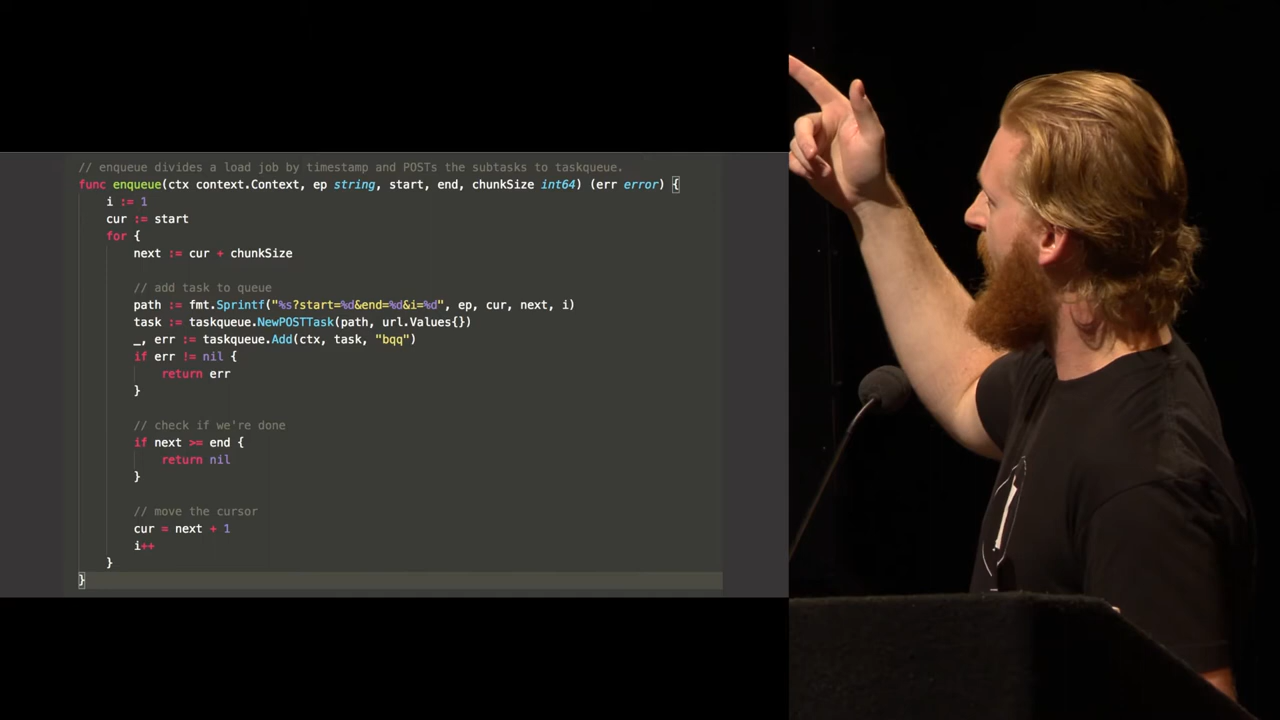 // enqueue divides a load job by timestamp and POSTs the subtasks to taskqueue.
func enqueue(ctx context.Context, ep string, start, end, chunkSize int64) (err error) {
i := 1
cur := start
for {
next := cur + chunkSize
// add task to queue
path := fmt.Sprintf("%s?start=%d&end=%d&i=%d", ep, cur, next, i)
task := taskqueue.NewPOSTTask(path, url.Values{})
_, err := taskqueue.Add(ctx, task, "bqq")
if err != nil {
return err
}
// check if we're done
if next >= end {
return nil
}
// move the cursor
cur = next + 1
i++
}
}